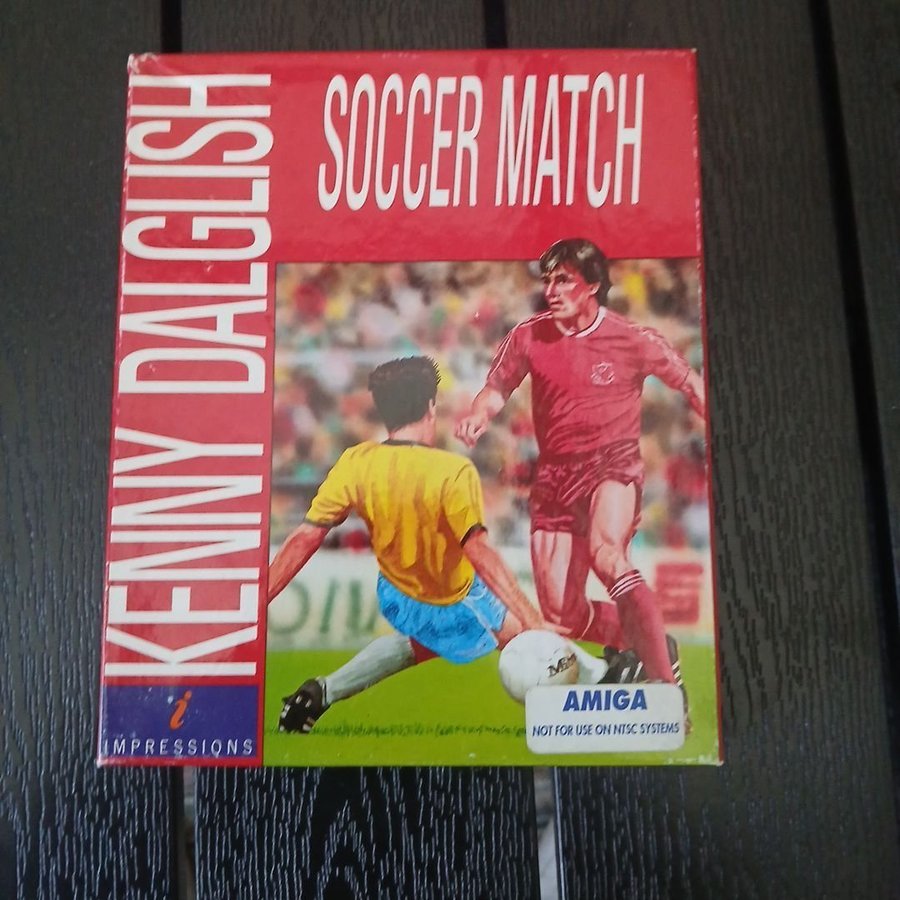 KENNY DALGLISH
SOCCER MATCH
i
IMPRESSIONS
AMIGA
NOT FOR USE ON NTSC SYSTEMS